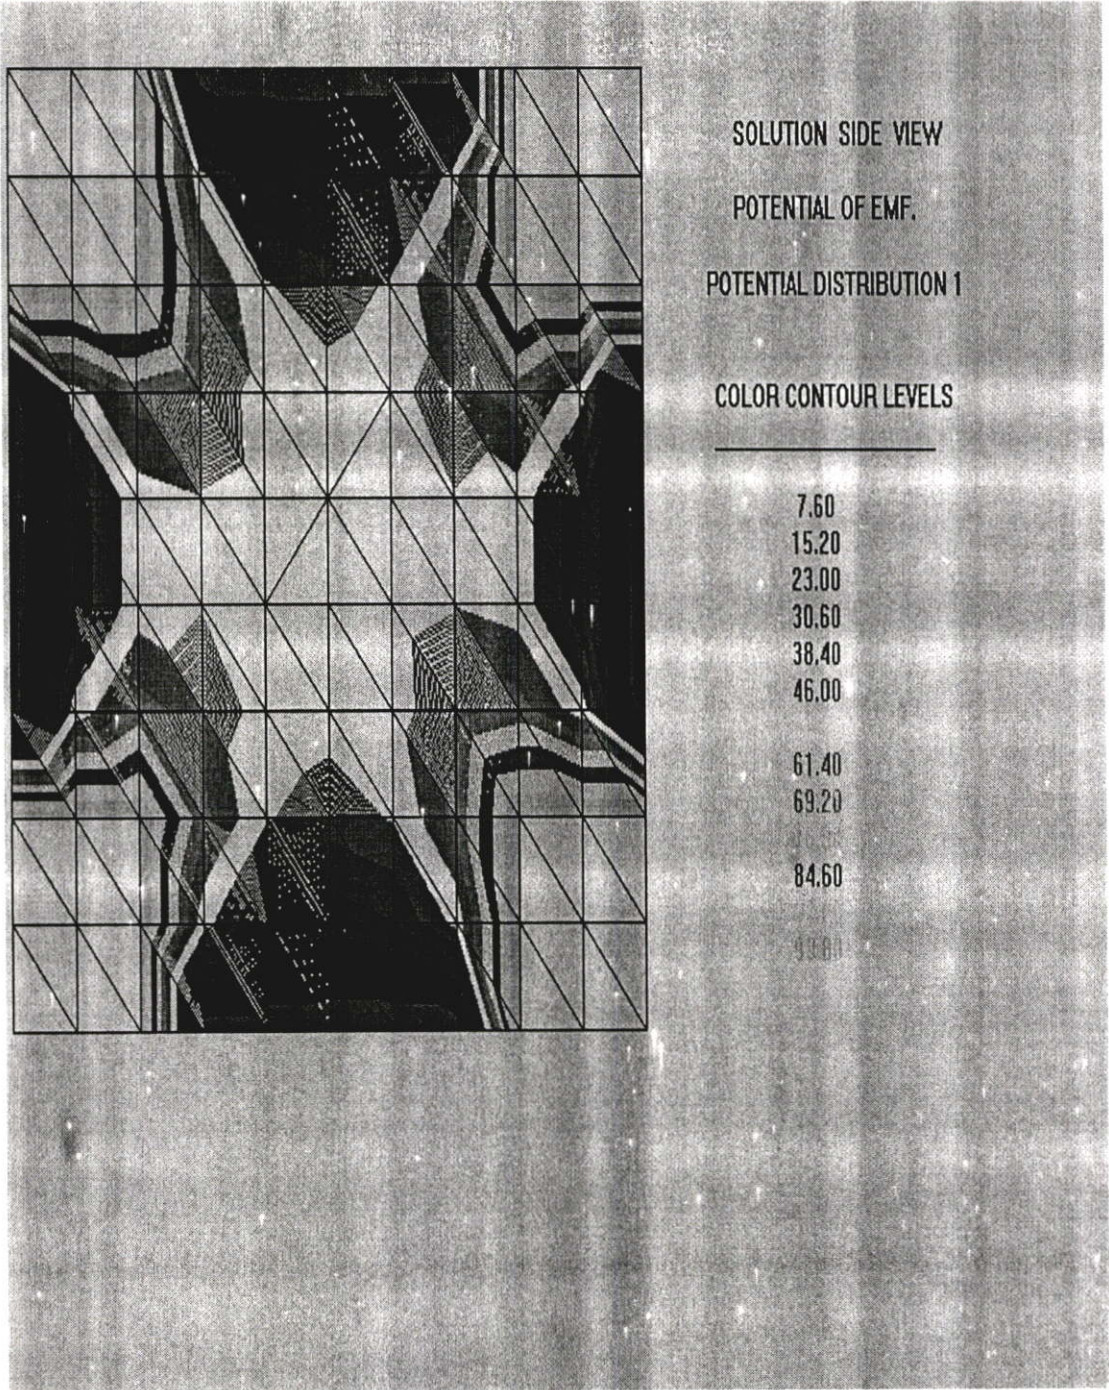 SOLUTION SIDE VIEW
POTENTIAL OF EMF.
POTENTIAL DISTRIBUTION 1
COLOR CONTOUR LEVELS
7.60
15.20
23.00
30.60
38.40
46.00
61.40
69.20
84.60